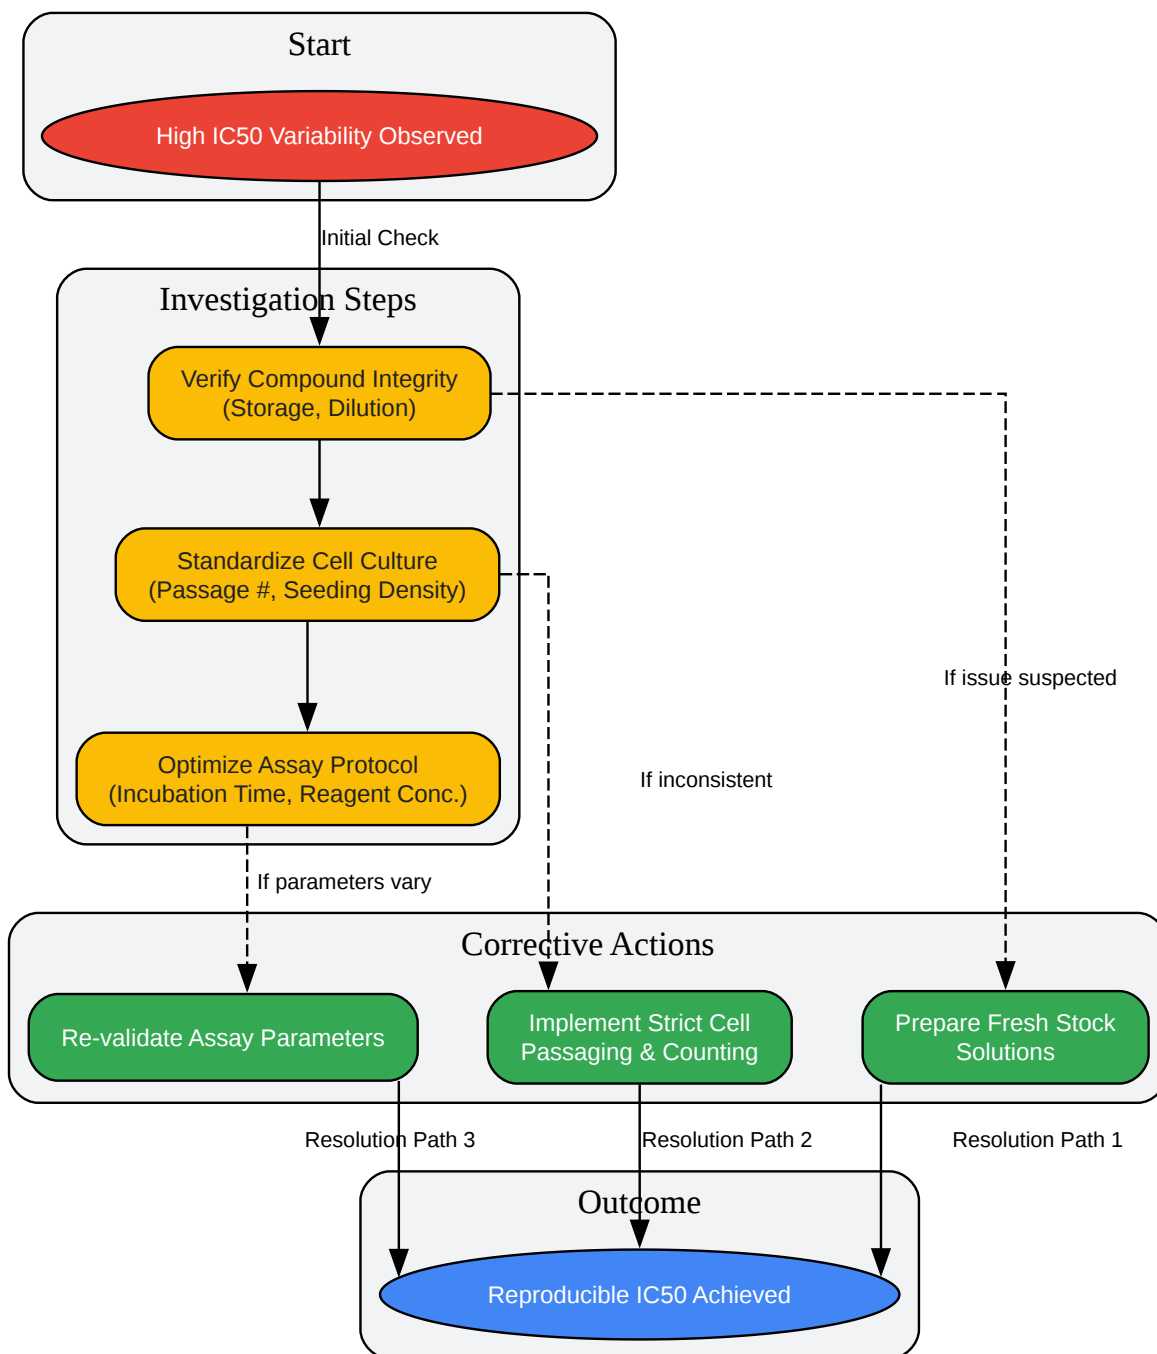 Start
High IC50 Variability Observed
Initial Check
Investigation Steps
Verify Compound Integrity
(Storage, Dilution)
Standardize Cell Culture
(Passage #, Seeding Density)
If issue suspected
Optimize Assay Protocol
(Incubation Time, Reagent Conc.)
If inconsistent
If parameters vary
Corrective Actions
Re-validate Assay Parameters
Implement Strict Cell
Passaging & Counting
Prepare Fresh Stock
Solutions
Resolution Path 3
Resolution Path 2
Resolution Path 1
Outcome
Reproducible IC50 Achieved